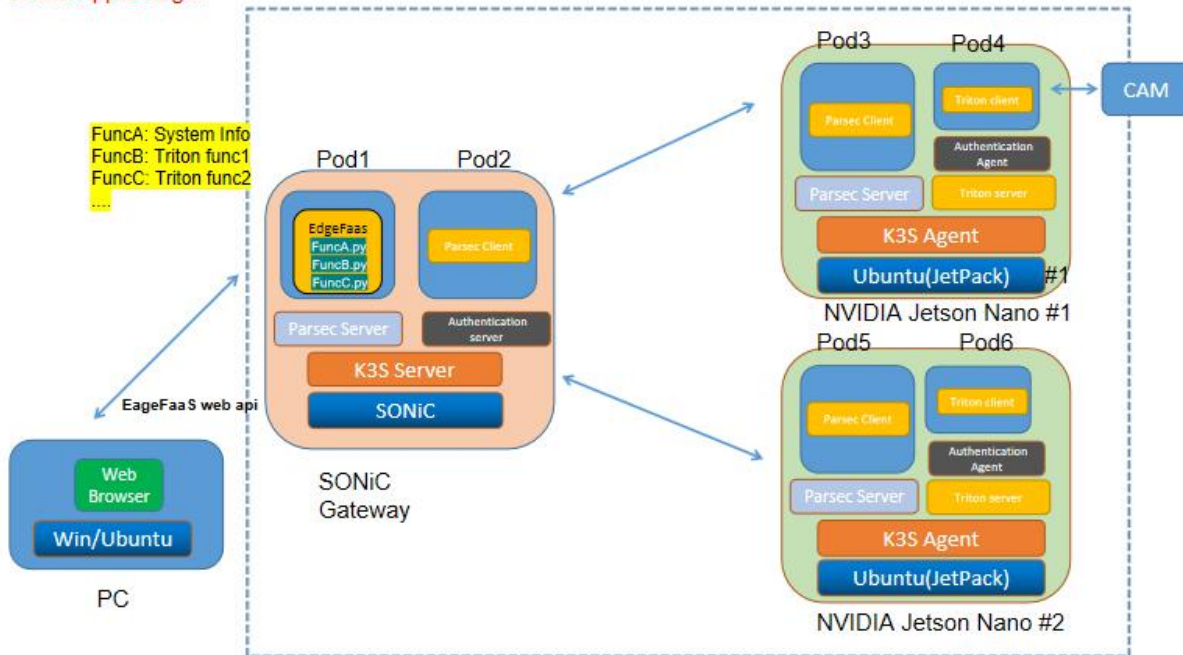 Pod3
Pod4
CAM
Triton client
Parsec Client
FuncA: System Info
FuncB: Triton func1
FuncC: Triton func2
....
Authentication
Agent
Pod1
Pod2
Parsec Server
Triton server
EdgeFaas
FuncA.py
FuncB.py
FuncC.py
Parsec Client
K3S Agent
Ubuntu(JetPack)
#1
NVIDIA Jetson Nano #1
Parsec Server
Authentication
server
Pod5
Pod6
K3S Server
EageFaaS web api
SONiC
Triton client
Parsec Client
Authentication
Agent
Web
Browser
SONiC
Gateway
Parsec Server
Triton server
Win/Ubuntu
K3S Agent
Ubuntu(JetPack)
PC
NVIDIA Jetson Nano #2